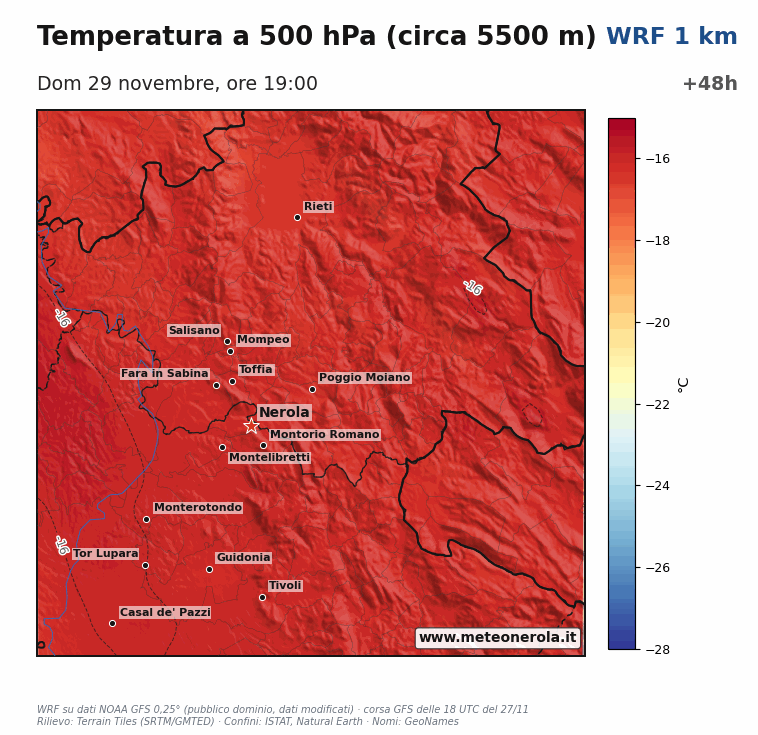 Temperatura a 500 hPa (circa 5500 m) WRF 1 km
Dom 29 novembre, ore 19:00 +48h
Rieti
-16
-16
Salisano
Mompeo
Toffia
Fara in Sabina
Poggio Moiano
Nerola
Montorio Romano
Montelibretti
Monterotondo
-16
Tor Lupara
Guidonia
Tivoli
Casal de' Pazzi
www.meteonerola.it
−16
−18
−20
−22
−24
−26
−28
°C
WRF su dati NOAA GFS 0,25° (pubblico dominio, dati modificati) · corsa GFS delle 18 UTC del 27/11
Rilievo: Terrain Tiles (SRTM/GMTED) · Confini: ISTAT, Natural Earth · Nomi: GeoNames